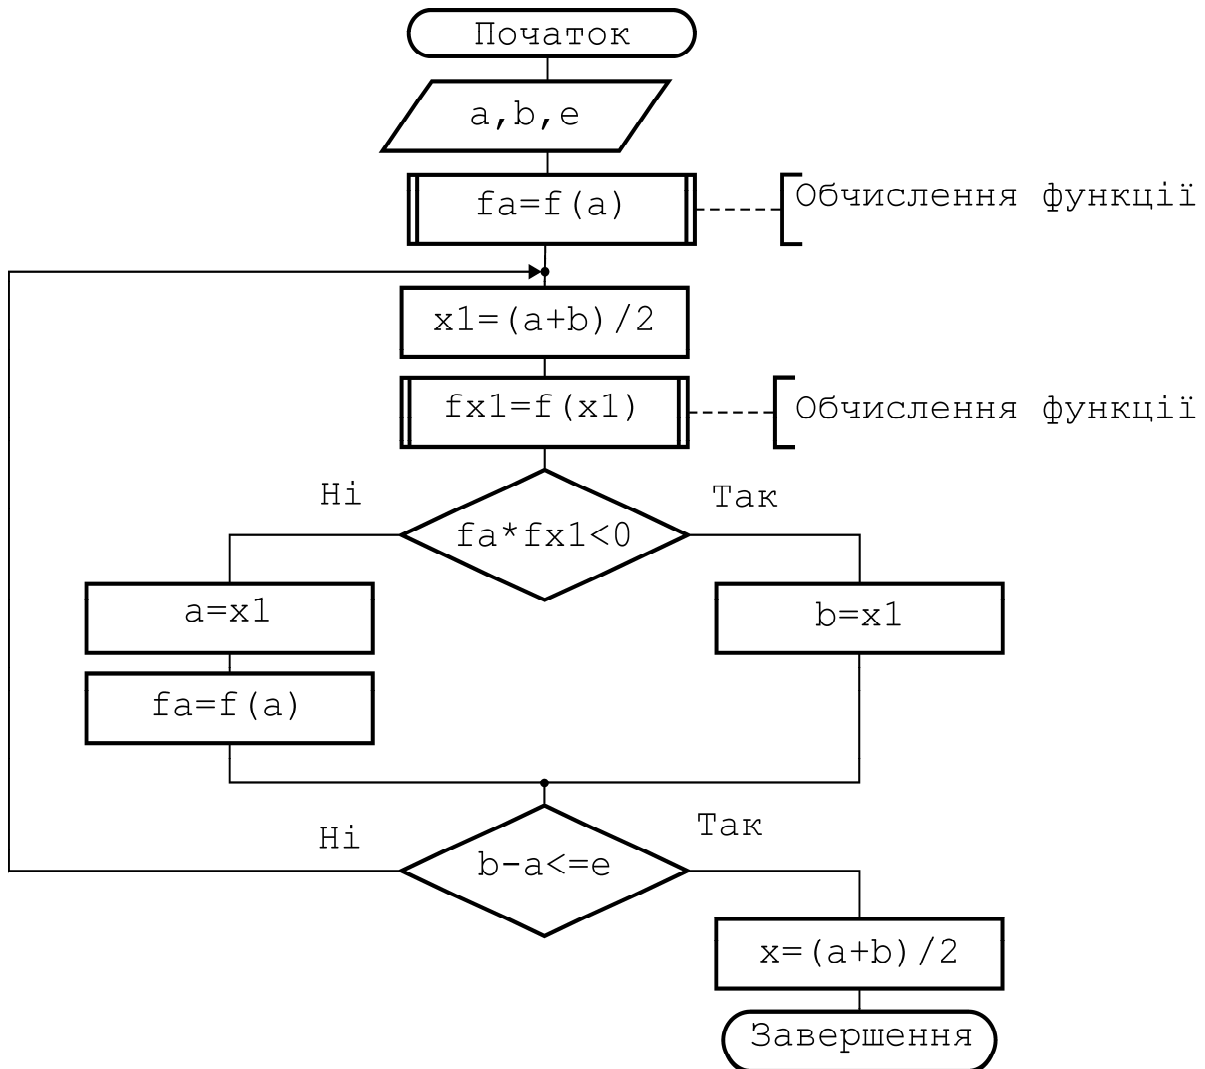 Початок
a,b,e
fa=f(a)
Обчислення функції
x1=(a+b)/2
fx1=f(x1)
Обчислення функції
Ні
Так
fa*fx1<0
a=x1
b=x1
fa=f(a)
Ні
Так
b-a<=e
x=(a+b)/2
Завершення